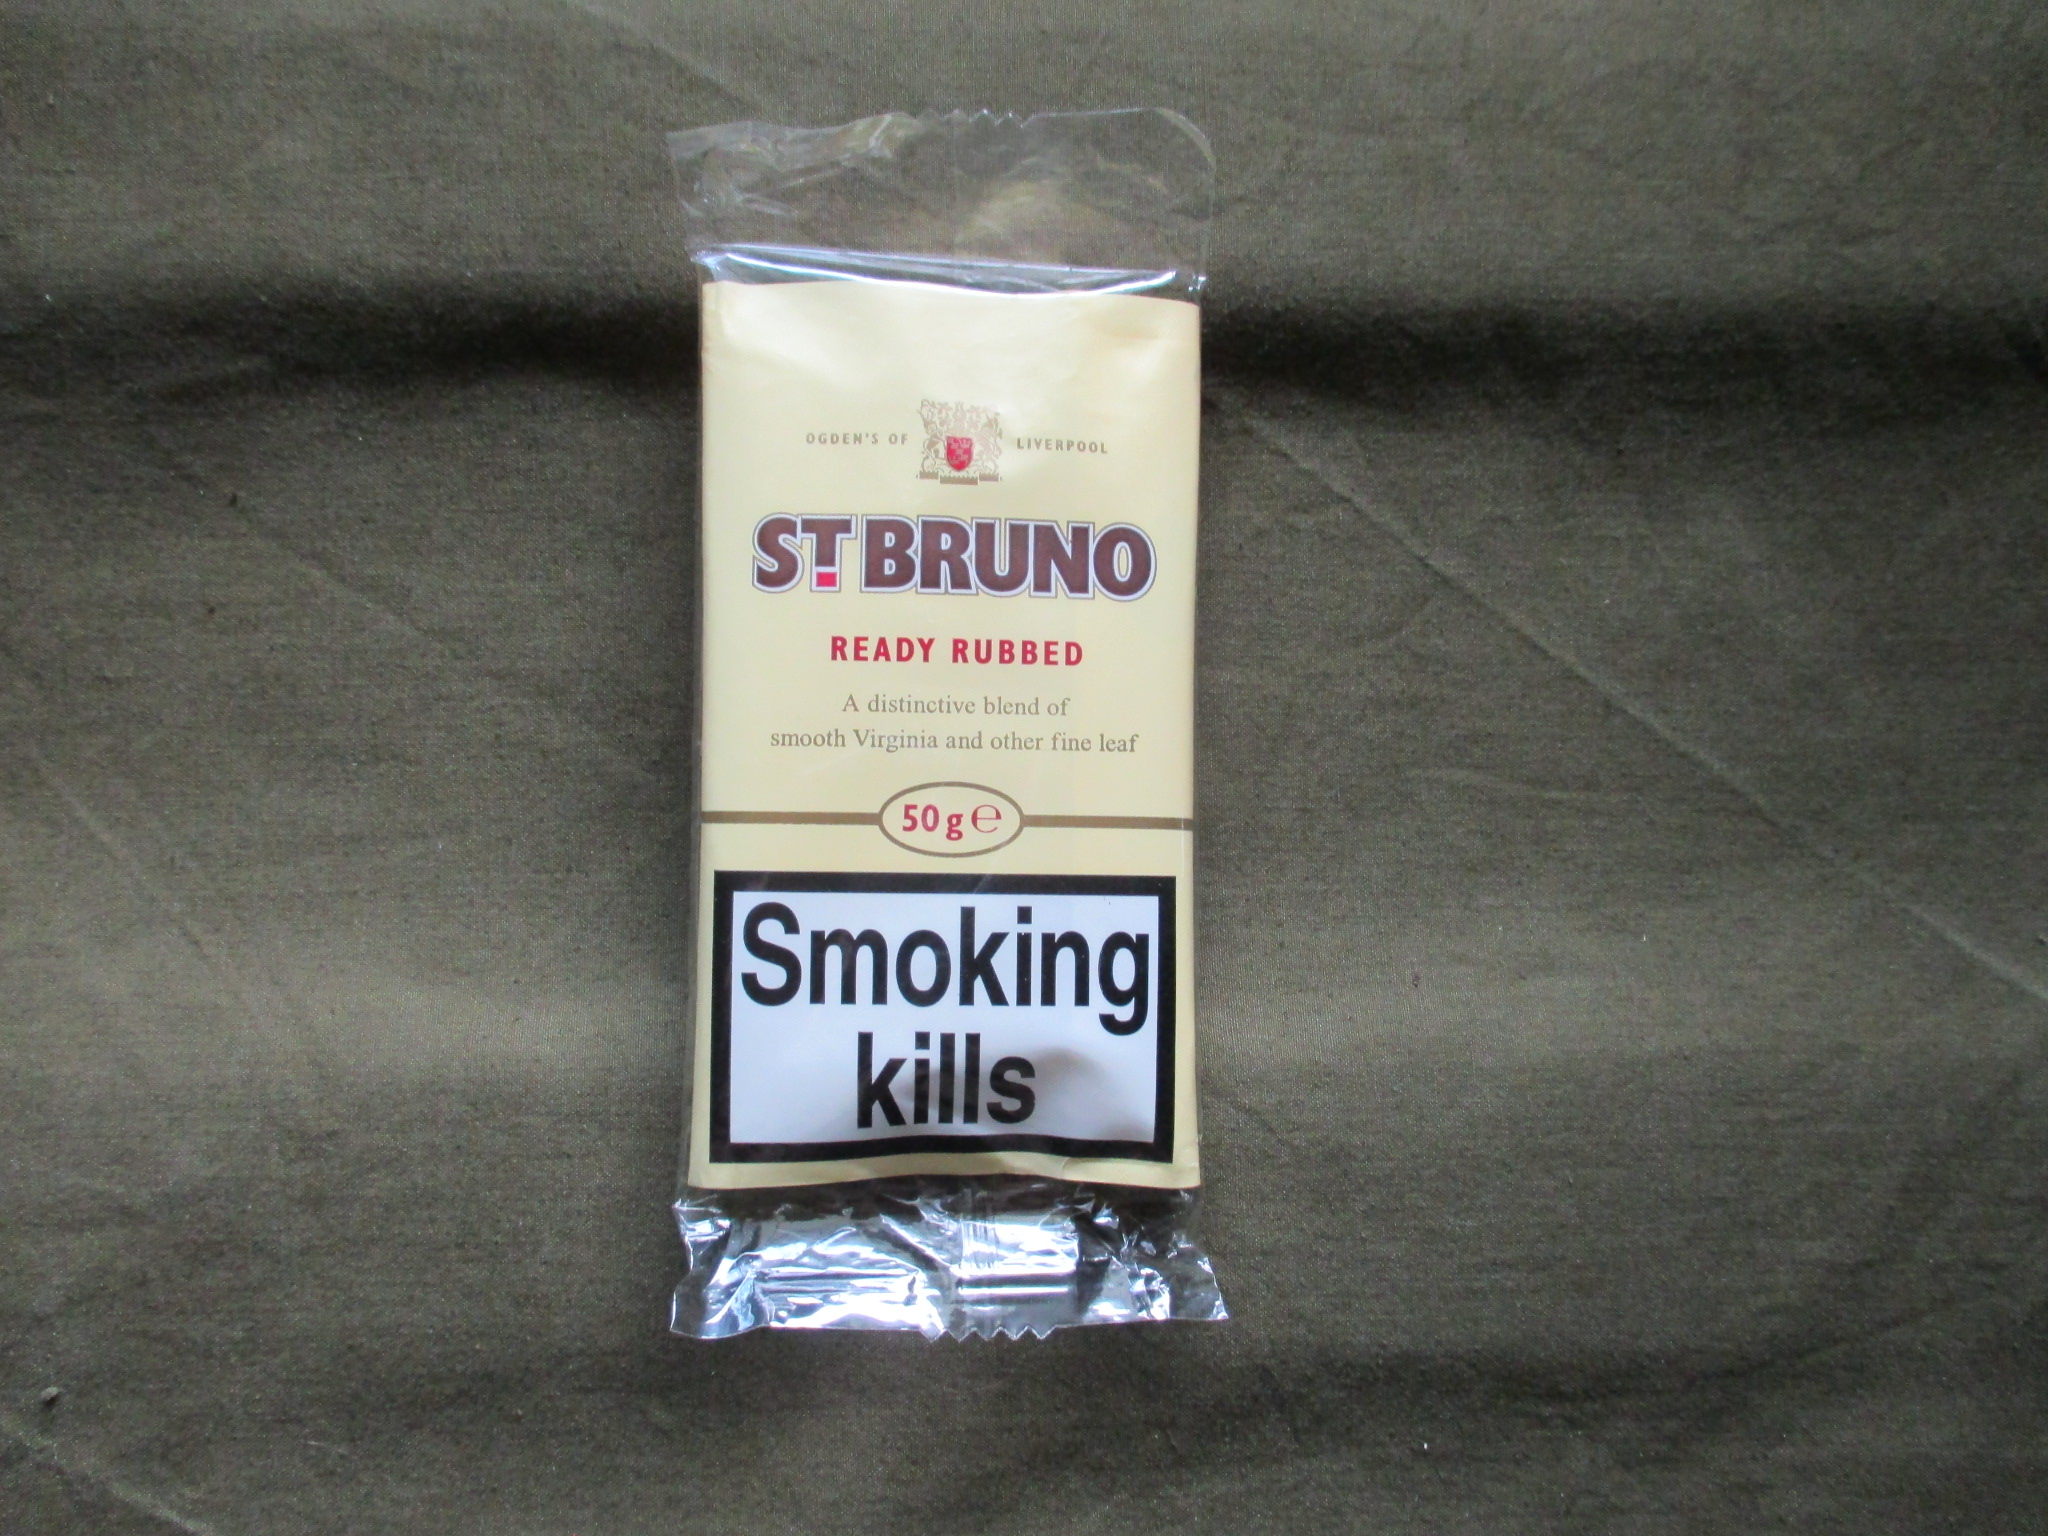 OGDEN'S OF LIVERPOOL
ST BRUNO
READY RUBBED
A distinctive blend of
smooth Virginia and other fine leaf
50g ℮
Smoking
kills